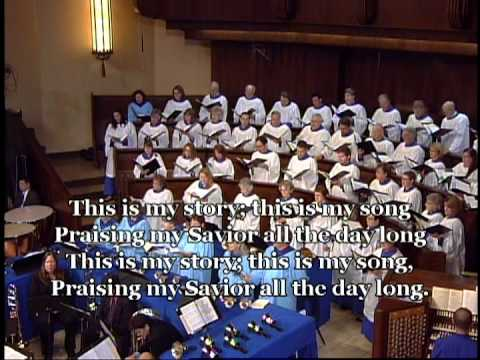 This is my story; this is my song
Praising my Savior all the day long
This is my story; this is my song,
Praising my Savior all the day long.